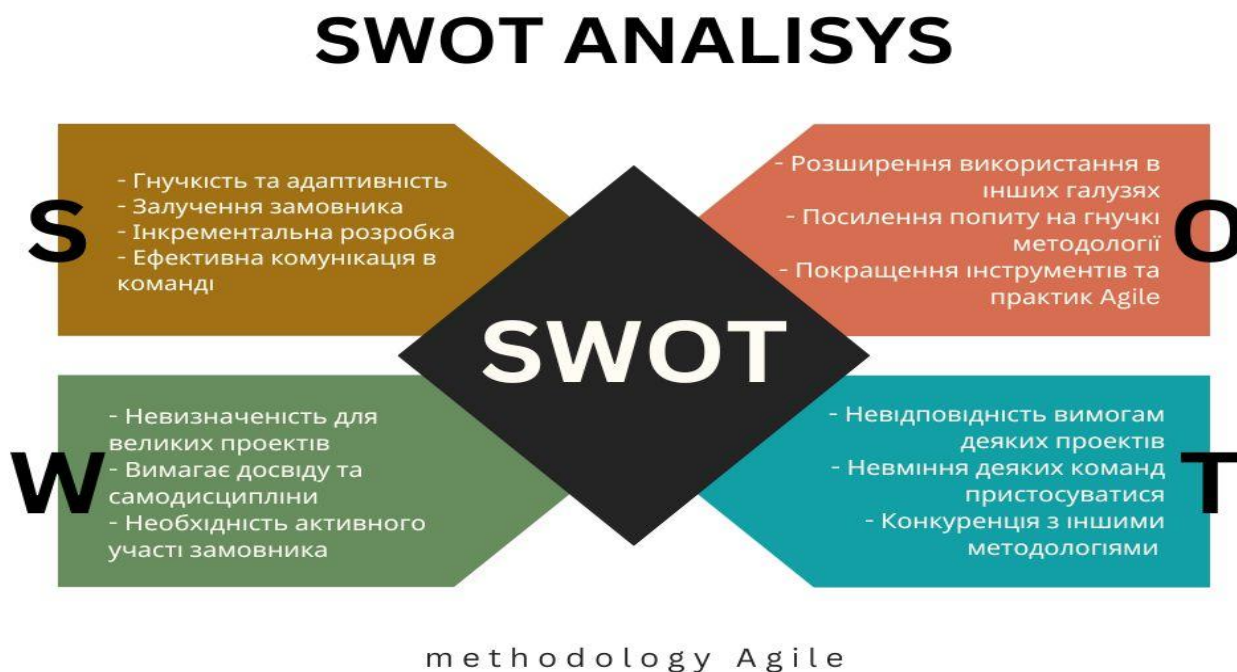 SWOT ANALISYS
S
- Гнучкість та адаптивність
- Залучення замовника
- Інкрементальна розробка
- Ефективна комунікація в
команді
O
- Розширення використання в
інших галузях
- Посилення попиту на гнучкі
методології
- Покращення інструментів та
практик Agile
SWOT
W
- Невизначеність для
великих проектів
- Вимагає досвіду та
самодисципліни
- Необхідність активного
участі замовника
T
- Невідповідність вимогам
деяких проектів
- Невміння деяких команд
пристосуватися
- Конкуренція з іншими
методологіями
methodology Agile